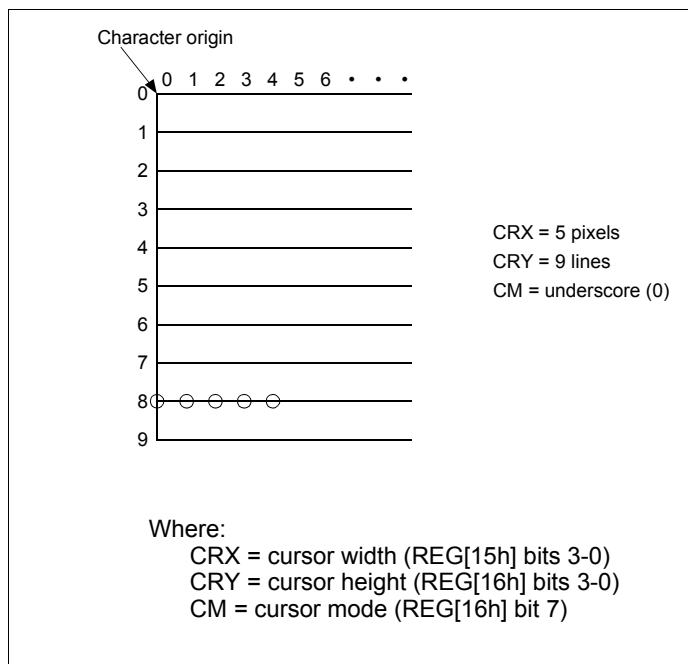 Character origin
0 1 2 3 4 5 6 • • •
0
1
2
3
4
5
6
7
8
9
CRX = 5 pixels
CRY = 9 lines
CM = underscore (0)
Where:
CRX = cursor width (REG[15h] bits 3-0)
CRY = cursor height (REG[16h] bits 3-0)
CM = cursor mode (REG[16h] bit 7)